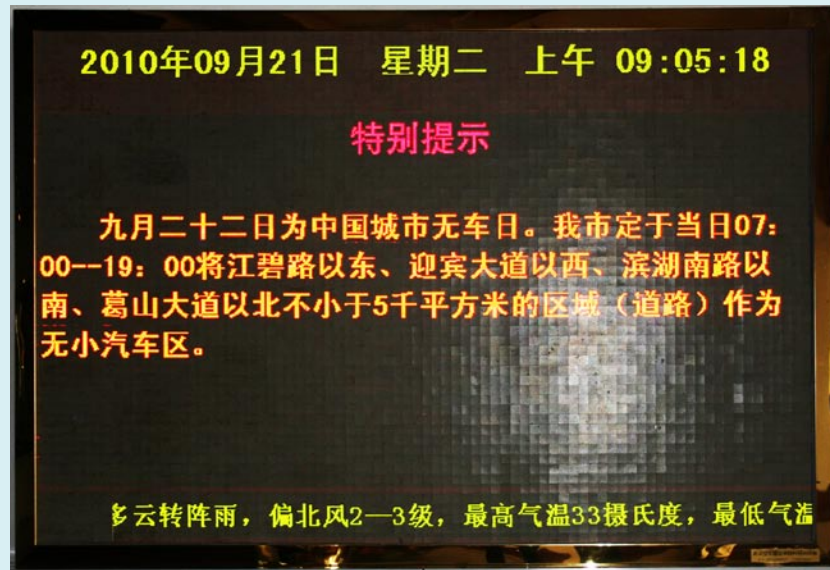 2010年09月21日 星期二 上午 09:05:18
特别提示
九月二十二日为中国城市无车日。我市定于当日07:
00--19:00将江碧路以东、迎宾大道以西、滨湖南路以
南、葛山大道以北不小于5千平方米的区域（道路）作为
无小汽车区。
多云转阵雨，偏北风2—3级，最高气温33摄氏度，最低气温